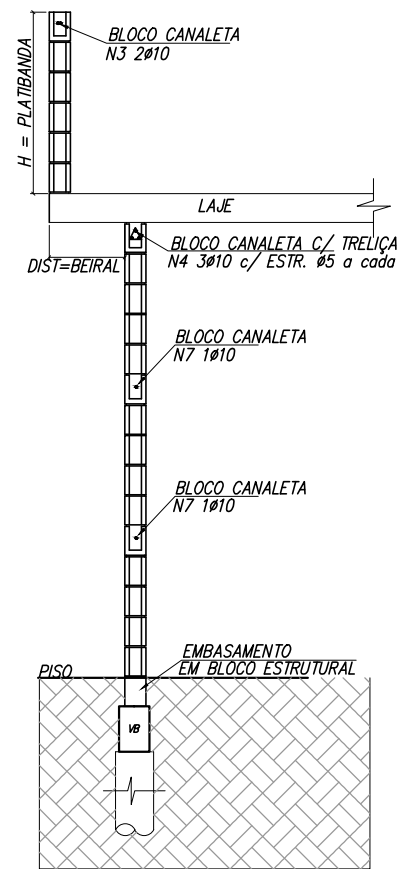 BLOCO CANALETA
N3 2ø10
H = PLATIBANDA
LAJE
BLOCO CANALETA C/ TRELIÇA
N4 3ø10 c/ ESTR. ø5 a cada
DIST=BEIRAL
BLOCO CANALETA
N7 1ø10
BLOCO CANALETA
N7 1ø10
EMBASAMENTO
EM BLOCO ESTRUTURAL
PISO
VB